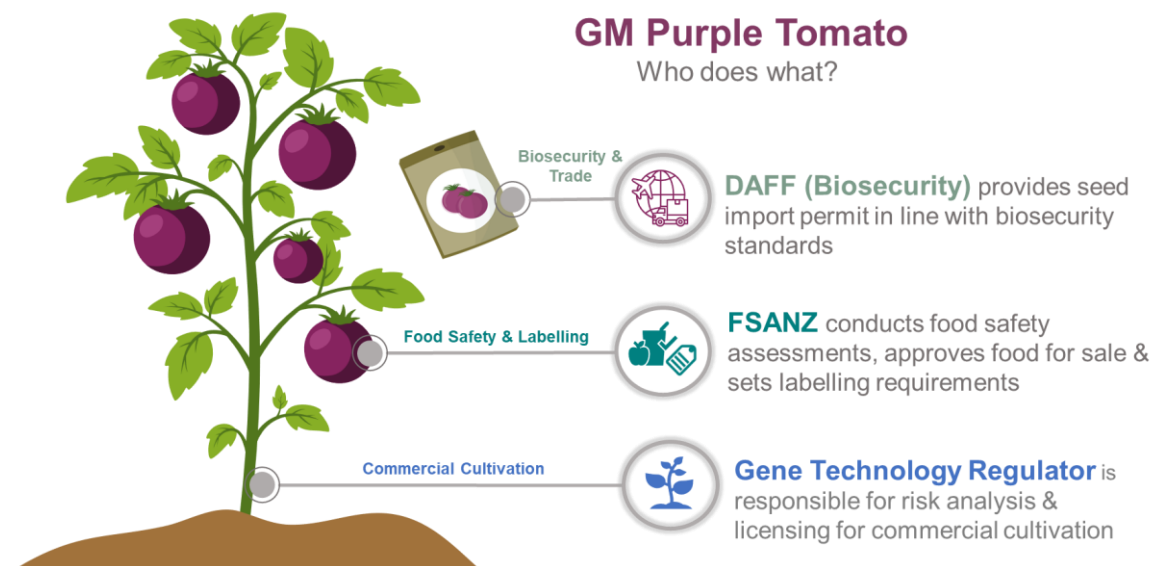 GM Purple Tomato
Who does what?
Biosecurity &
Trade
DAFF (Biosecurity) provides seed
import permit in line with biosecurity
standards
Food Safety & Labelling
FSANZ conducts food safety
assessments, approves food for sale &
sets labelling requirements
Commercial Cultivation
Gene Technology Regulator is
responsible for risk analysis &
licensing for commercial cultivation